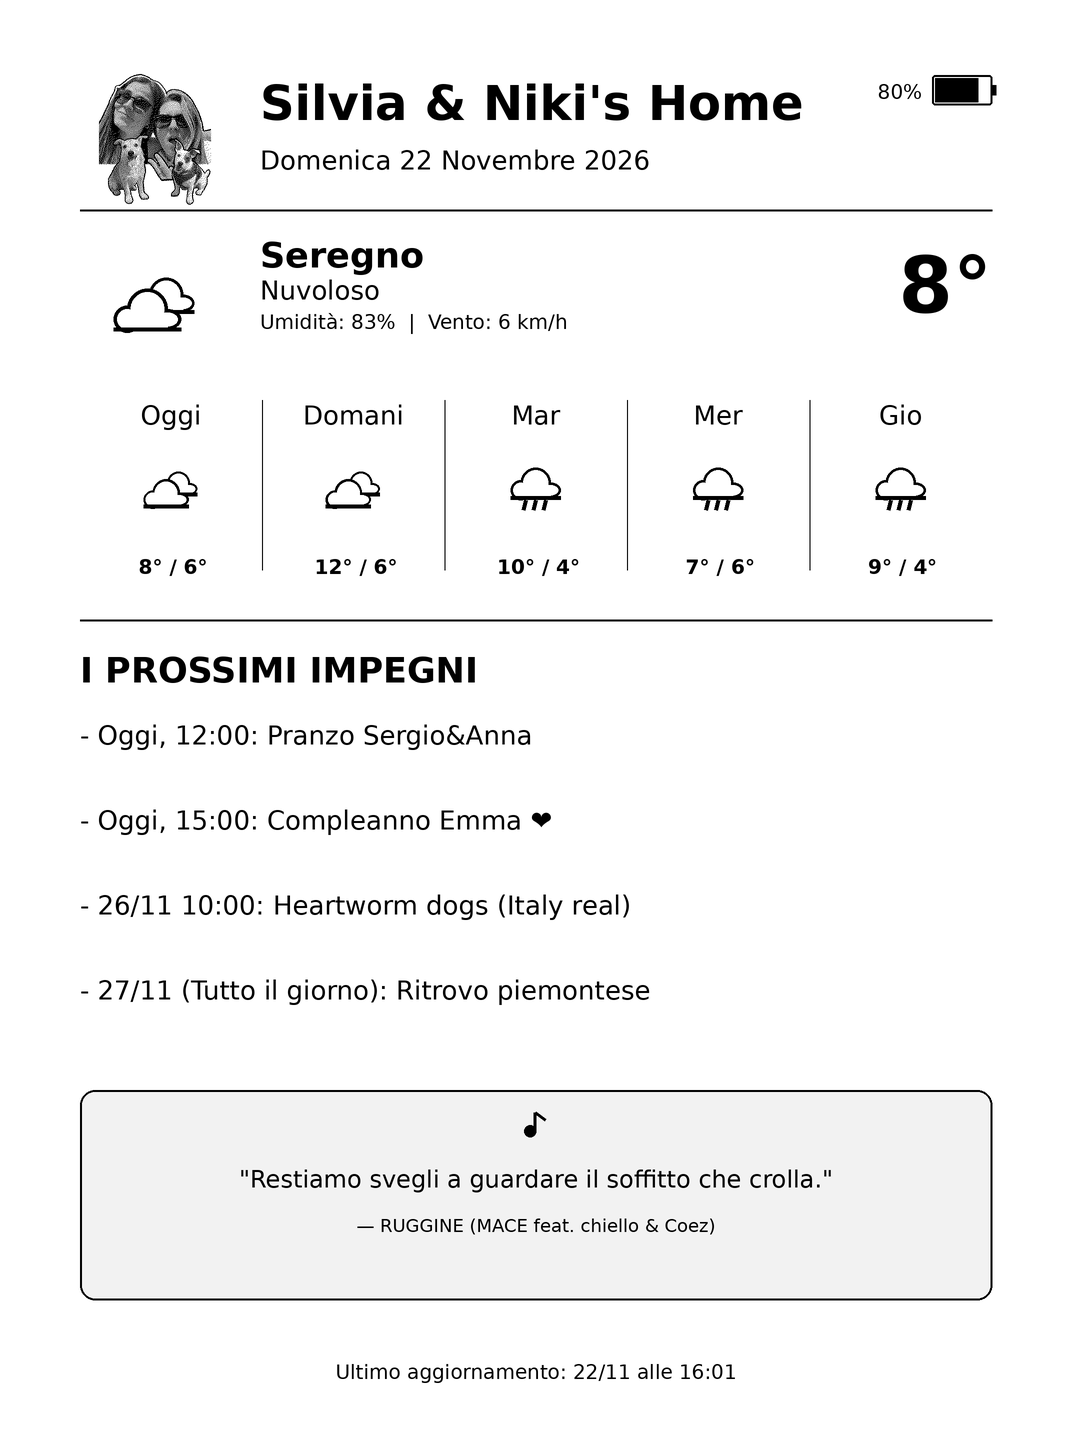 Silvia & Niki's Home
80%
Domenica 22 Novembre 2026
Seregno
8°
Nuvoloso
Umidità: 83% | Vento: 6 km/h
Oggi
Domani
Mar
Mer
Gio
8° / 6°
12° / 6°
10° / 4°
7° / 6°
9° / 4°
I PROSSIMI IMPEGNI
- Oggi, 12:00: Pranzo Sergio&Anna
- Oggi, 15:00: Compleanno Emma ❤
- 26/11 10:00: Heartworm dogs (Italy real)
- 27/11 (Tutto il giorno): Ritrovo piemontese
"Restiamo svegli a guardare il soffitto che crolla."
— RUGGINE (MACE feat. chiello & Coez)
Ultimo aggiornamento: 22/11 alle 16:01